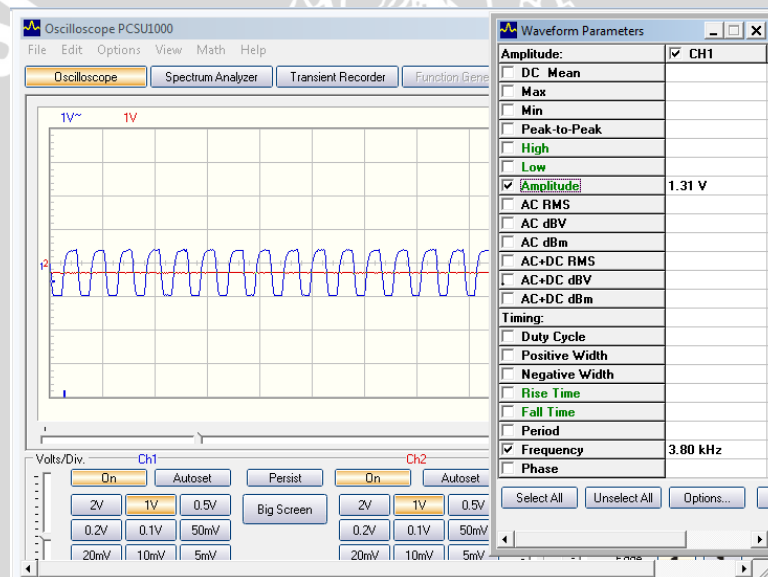 Oscilloscope PCSU1000
File Edit Options View Math Help
Oscilloscope Spectrum Analyzer Transient Recorder Function Gene
1V~ 1V
1 2
Volts/Div. Ch1 Ch2
On Autoset Persist On Autoset
2V 1V 0.5V Big Screen 2V 1V 0.5V
0.2V 0.1V 50mV 0.2V 0.1V 50mV
20mV 10mV 5mV 20mV 10mV 5mV
Edge
Waveform Parameters
Amplitude: CH1
DC Mean
Max
Min
Peak-to-Peak
High
Low
Amplitude 1.31 V
AC RMS
AC dBV
AC dBm
AC+DC RMS
AC+DC dBV
AC+DC dBm
Timing:
Duty Cycle
Positive Width
Negative Width
Rise Time
Fall Time
Period
Frequency 3.80 kHz
Phase
Select All Unselect All Options...